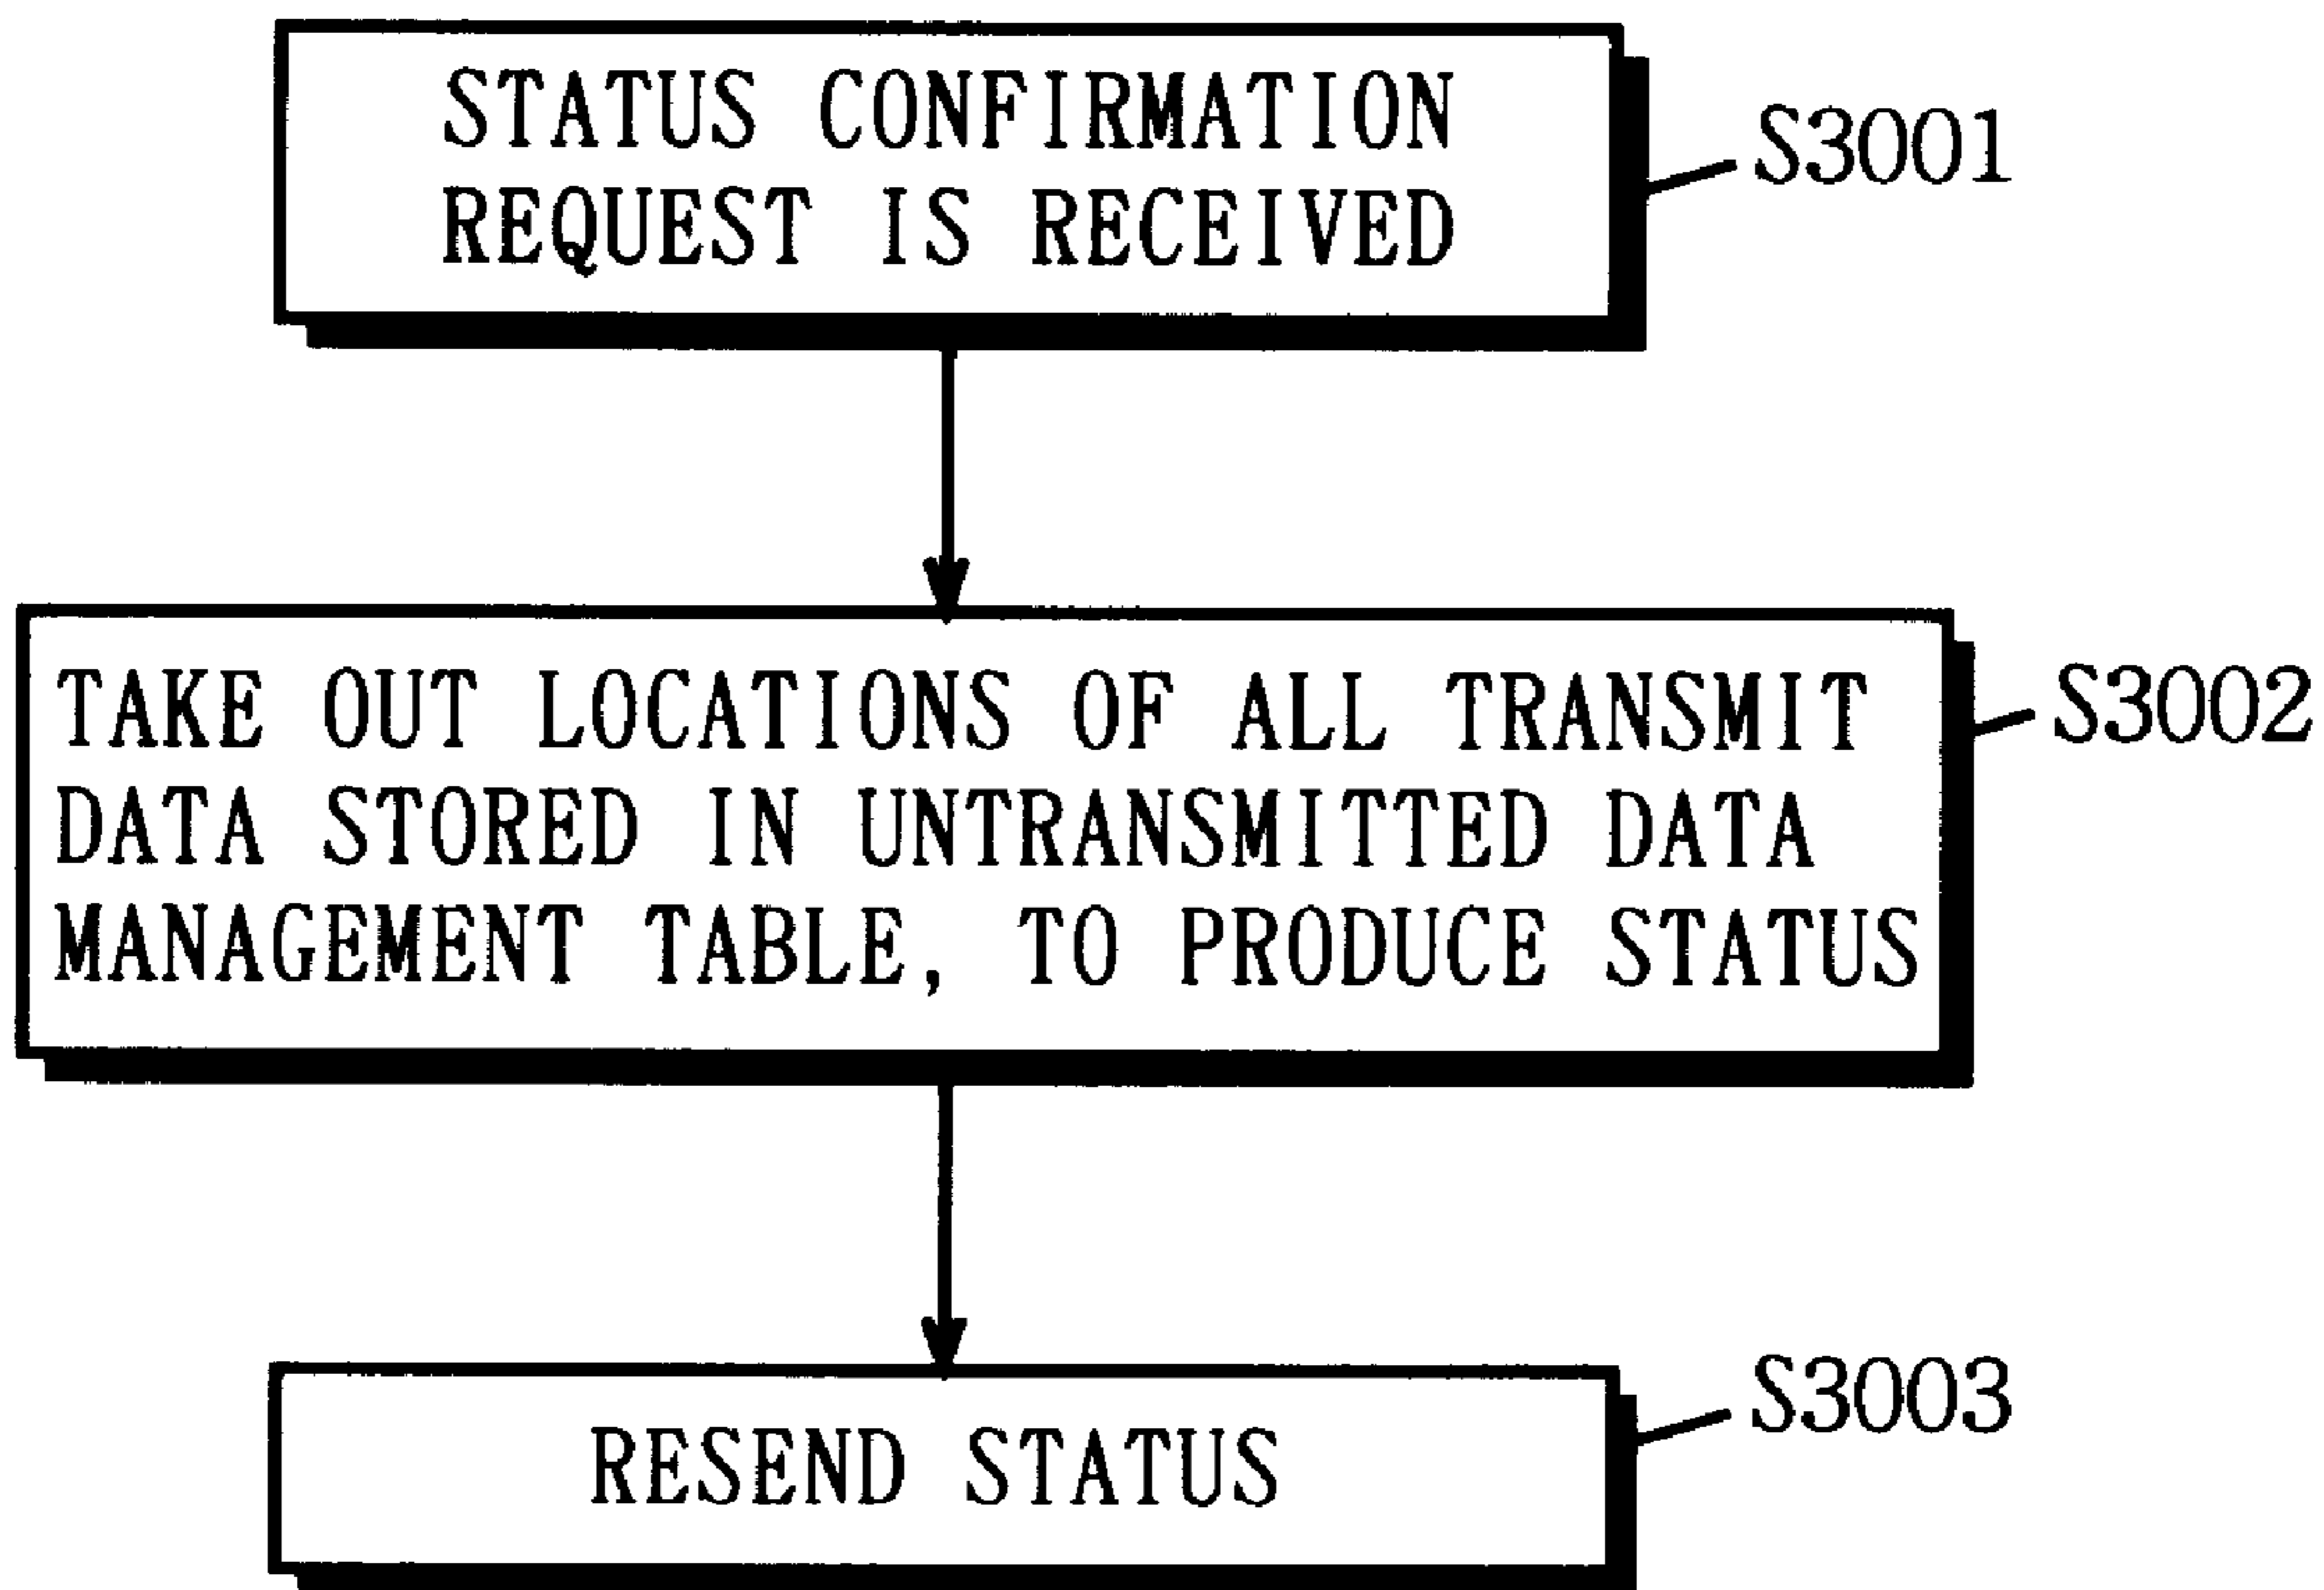 STATUS CONFIRMATION
REQUEST IS RECEIVED
S3001
TAKE OUT LOCATIONS OF ALL TRANSMIT
DATA STORED IN UNTRANSMITTED DATA
MANAGEMENT TABLE, TO PRODUCE STATUS
S3002
RESEND STATUS
S3003